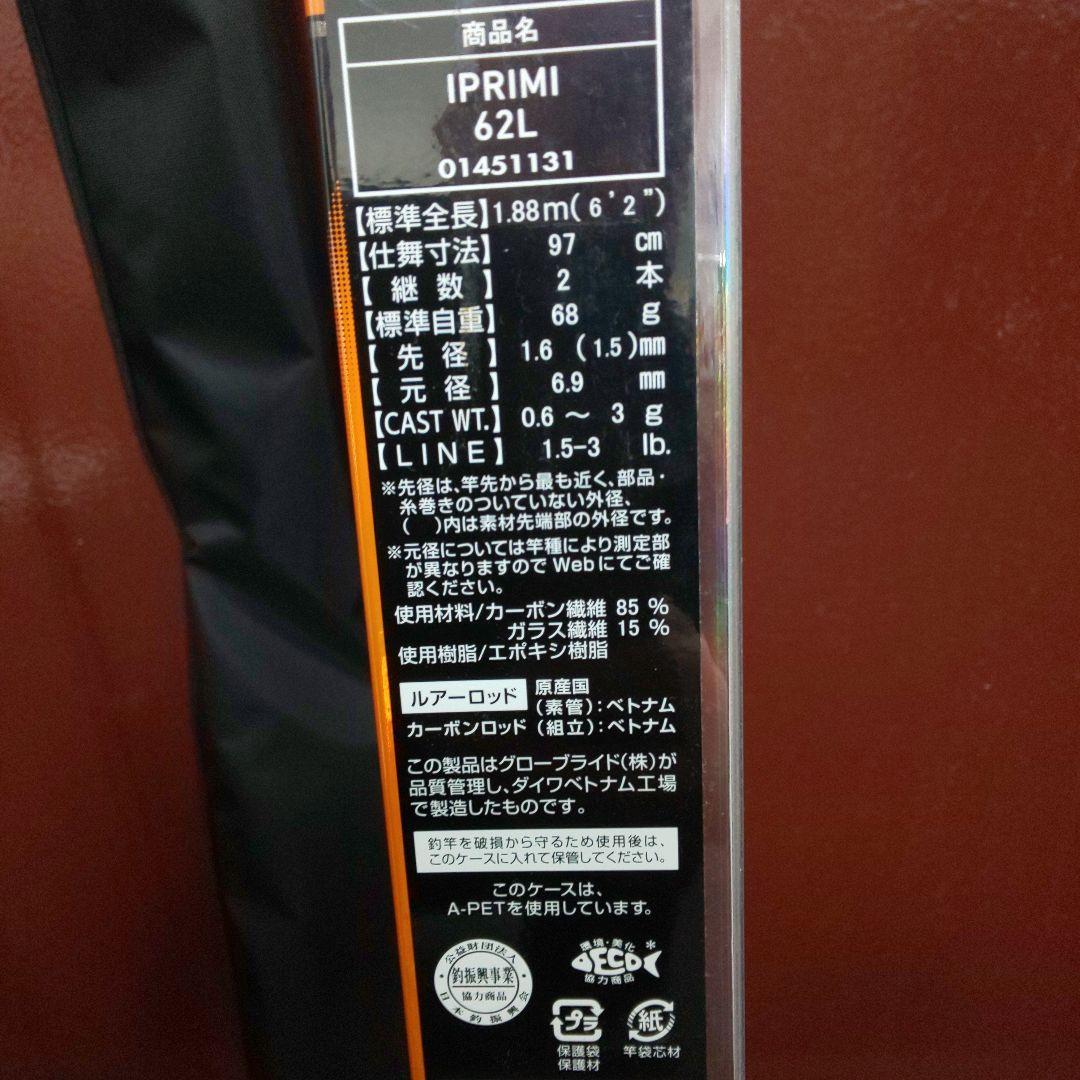 商品名
IPRIMI
62L
01451131
【標準全長】1.88m(6'2")
【仕舞寸法】 97 cm
【継数】 2 本
【標準自重】 68 g
【先径】 1.6 (1.5)mm
【元径】 6.9 mm
【CAST WT.】 0.6～3 g
【LINE】 1.5-3 lb.
※先径は、竿先から最も近く、部品・
糸巻きのついていない外径、
( )内は素材先端部の外径です。
※元径については竿種により測定部
が異なりますのでWebにてご確
認ください。
使用材料/カーボン繊維 85 %
ガラス繊維 15 %
使用樹脂/エポキシ樹脂
ルアーロッド 原産国
(素管):ベトナム
カーボンロッド (組立):ベトナム
この製品はグローブライド(株)が
品質管理し、ダイワベトナム工場
で製造したものです。
釣竿を破損から守るため使用後は、
このケースに入れて保管してください。
このケースは、
A-PETを使用しています。
公益財団法人
釣振興事業
協力商品
日本釣振興会
環境・美化
ECO
協力商品
プラ
保護袋
保護材
紙
竿袋芯材